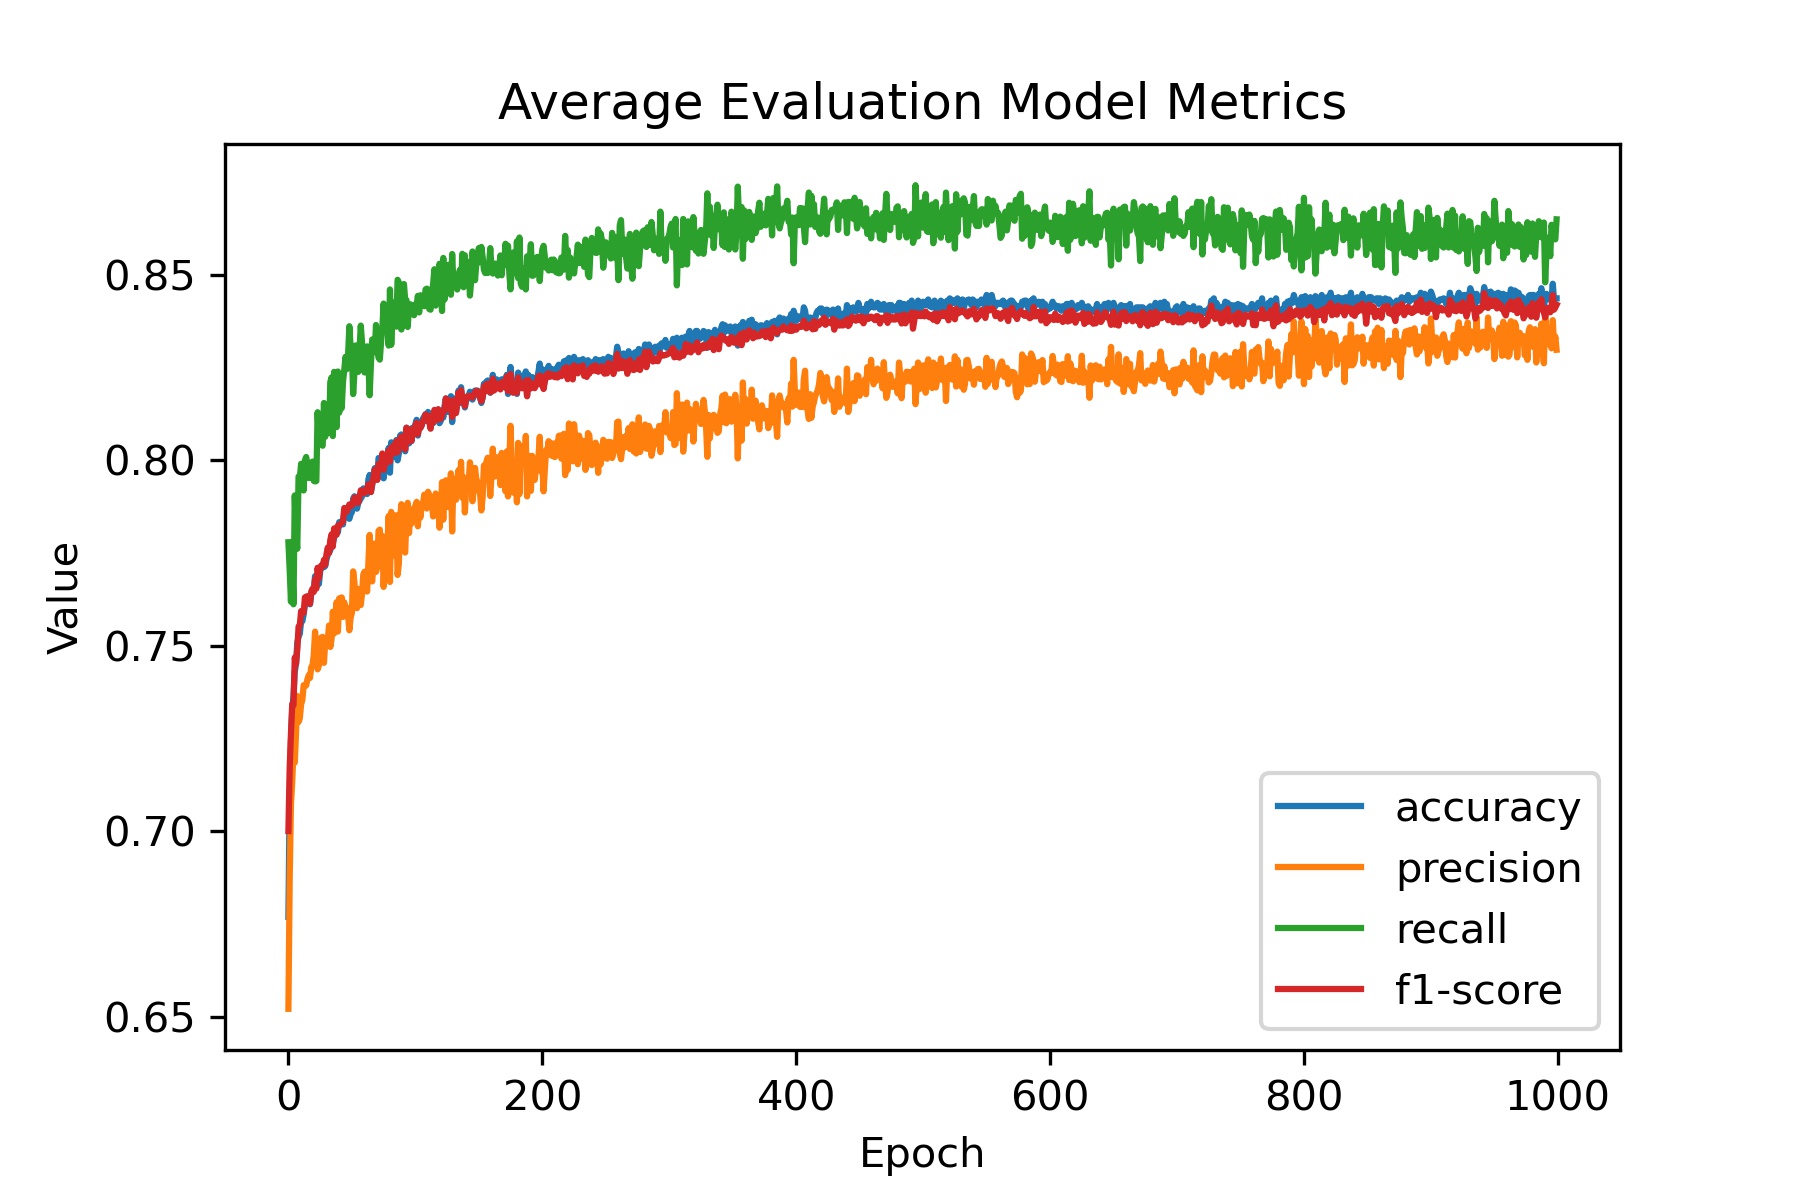 Average Evaluation Model Metrics
Value
0.85
0.80
0.75
0.70
0.65
0 200 400 600 800 1000
Epoch
accuracy
precision
recall
f1-score